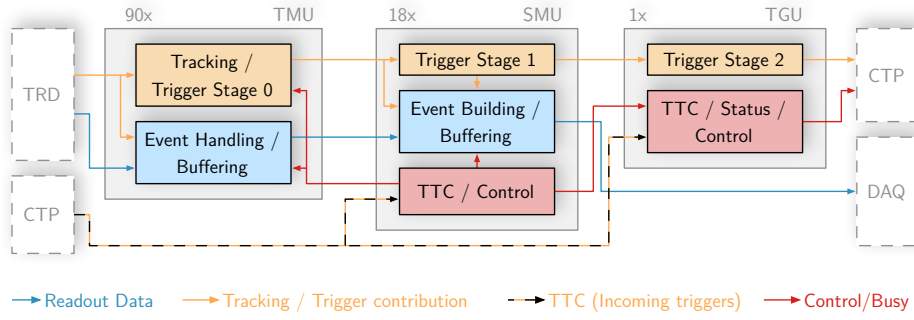 90x
TMU
18x
SMU
1x
TGU
TRD
Tracking /
Trigger Stage 0
Event Handling /
Buffering
Trigger Stage 1
Event Building /
Buffering
TTC / Control
Trigger Stage 2
TTC / Status /
Control
CTP
DAQ
CTP
Readout Data
Tracking / Trigger contribution
TTC (Incoming triggers)
Control/Busy